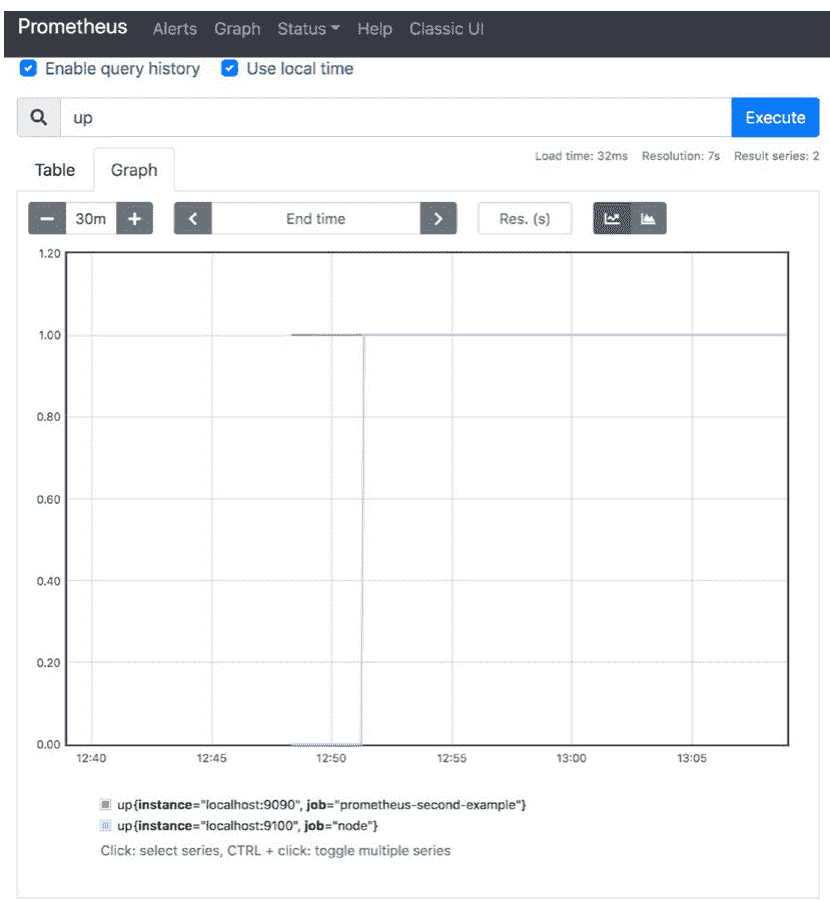 Prometheus Alerts Graph Status Help Classic UI
Enable query history Use local time
up Execute
Load time: 32ms Resolution: 7s Result series: 2
Table Graph
30m End time Res. (s)
1.20
1.00
0.80
0.60
0.40
0.20
0.00
12:40 12:45 12:50 12:55 13:00 13:05
up{instance="localhost:9090", job="prometheus-second-example"}
up{instance="localhost:9100", job="node"}
Click: select series, CTRL + click: toggle multiple series